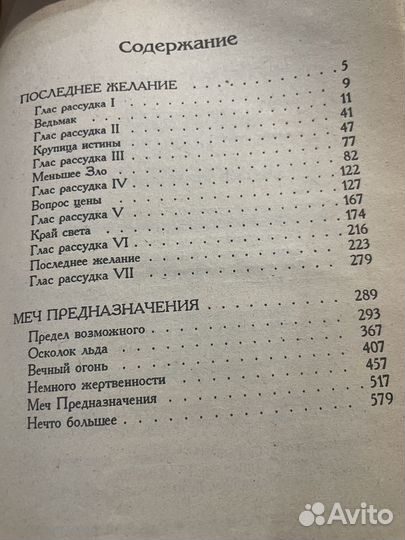 Содержание
ПОСЛЕДНЕЕ ЖЕЛАНИЕ . . . . . . . . . . 5
Глас рассудка I . . . . . . . . . . 9
Ведьмак . . . . . . . . . . 11
Глас рассудка II . . . . . . . . . . 41
Крупица истины . . . . . . . . . . 47
Глас рассудка III . . . . . . . . . . 77
Меньшее Зло . . . . . . . . . . 82
Глас рассудка IV . . . . . . . . . . 122
Вопрос цены . . . . . . . . . . 127
Глас рассудка V . . . . . . . . . . 167
Край света . . . . . . . . . . 174
Глас рассудка VI . . . . . . . . . . 216
Последнее желание . . . . . . . . . . 223
Глас рассудка VII . . . . . . . . . . 279
МЕЧ ПРЕДНАЗНАЧЕНИЯ . . . . . . . . . . 289
Предел возможного . . . . . . . . . . 293
Осколок льда . . . . . . . . . . 367
Вечный огонь . . . . . . . . . . 407
Немного жертвенности . . . . . . . . . . 457
Меч Предназначения . . . . . . . . . . 517
Нечто большее . . . . . . . . . . 579
Avito